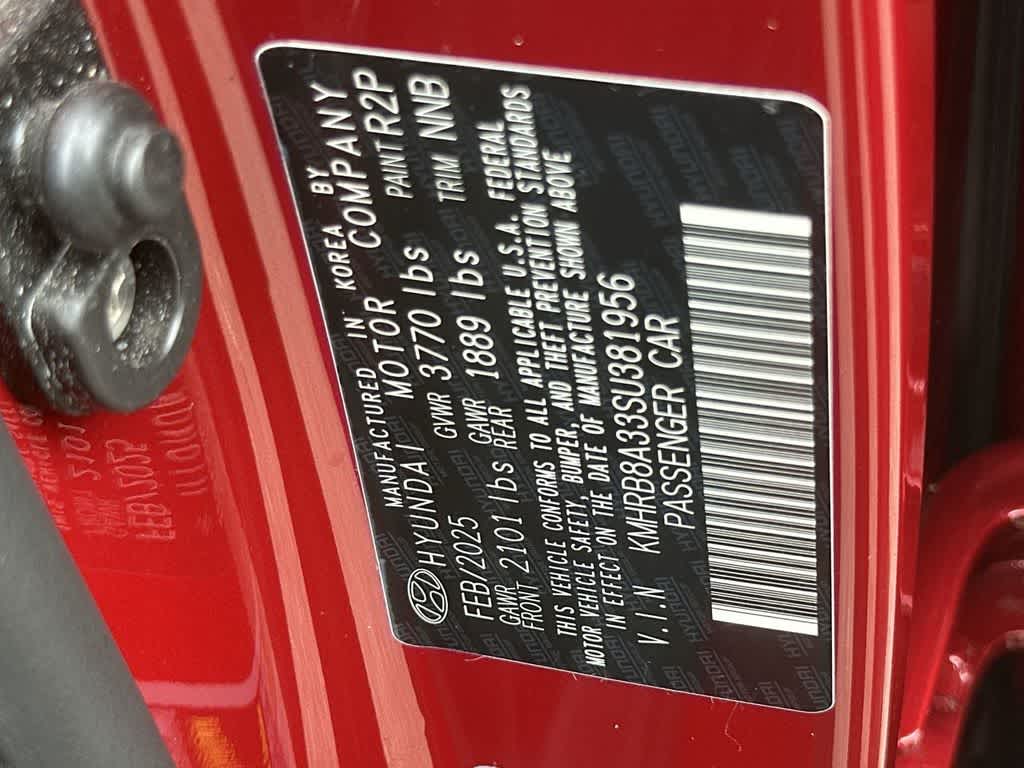 MANUFACTURED IN KOREA BY
HYUNDAI MOTOR COMPANY
FEB/2025 GVWR 3770 lbs PAINT R2P
GAWR FRONT 2101 lbs GAWR REAR 1889 lbs TRIM NNB
THIS VEHICLE CONFORMS TO ALL APPLICABLE U.S.A. FEDERAL
MOTOR VEHICLE SAFETY, BUMPER, AND THEFT PREVENTION STANDARDS
IN EFFECT ON THE DATE OF MANUFACTURE SHOWN ABOVE
V.I.N KMHRB8A33SU381956
PASSENGER CAR